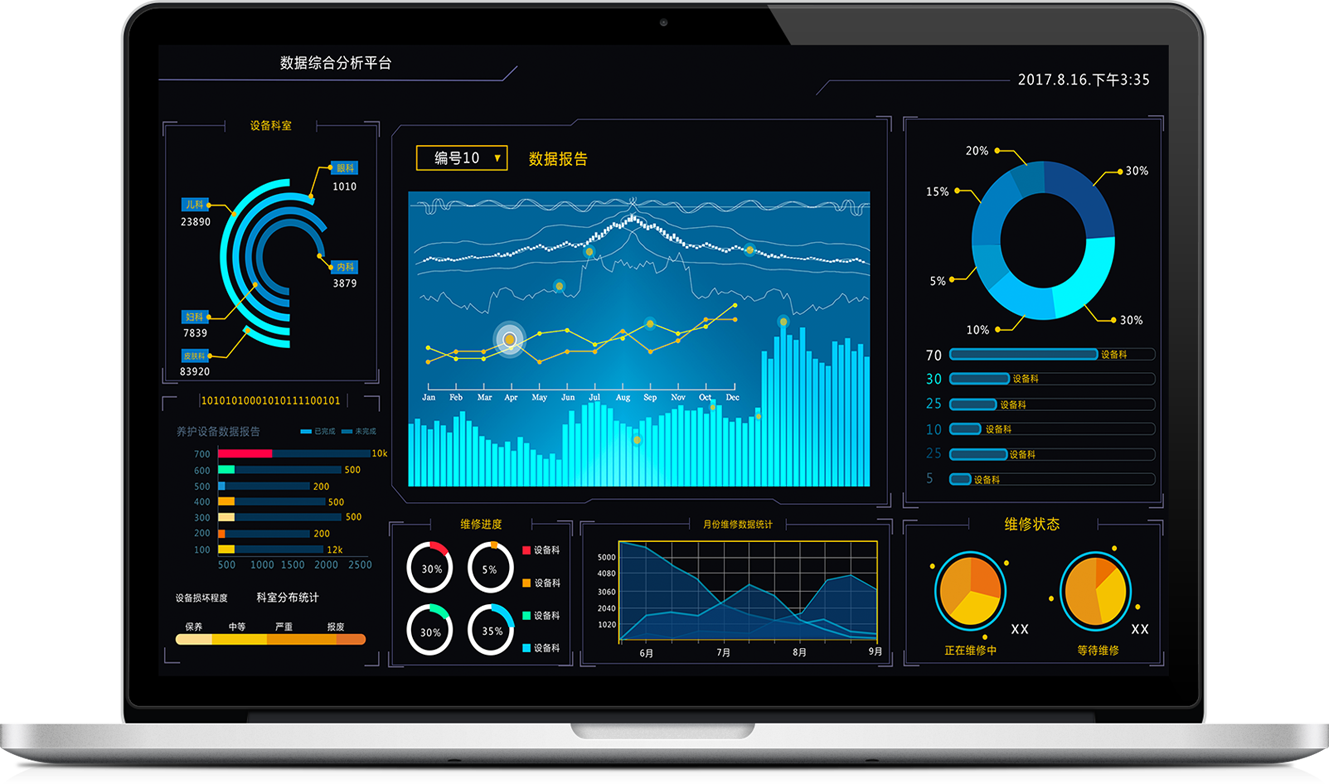 数据综合分析平台
2017.8.16.下午3:35
设备科室
眼科
1010
儿科
23890
内科
3879
妇科
7839
皮肤科
83920
10101010001010111100101
养护设备数据报告
已完成 未完成
700 10k
600 500
500 200
400 500
300 500
200 200
100 12k
500 1000 1500 2000 2500
设备损坏程度 科室分布统计
保养 中等 严重 报废
编号10 ▼ 数据报告
Jan Feb Mar Apr May Jun Jul Aug Sep Nov Oct Dec
维修进度
30% 5%
30% 35%
设备科
设备科
设备科
设备科
月份维修数据统计
5000
4080
3060
2040
1020
6月 7月 8月 9月
20%
30%
15%
5%
10%
30%
70 设备科
30 设备科
25 设备科
10 设备科
25 设备科
5 设备科
维修状态
XX XX
正在维修中 等待维修